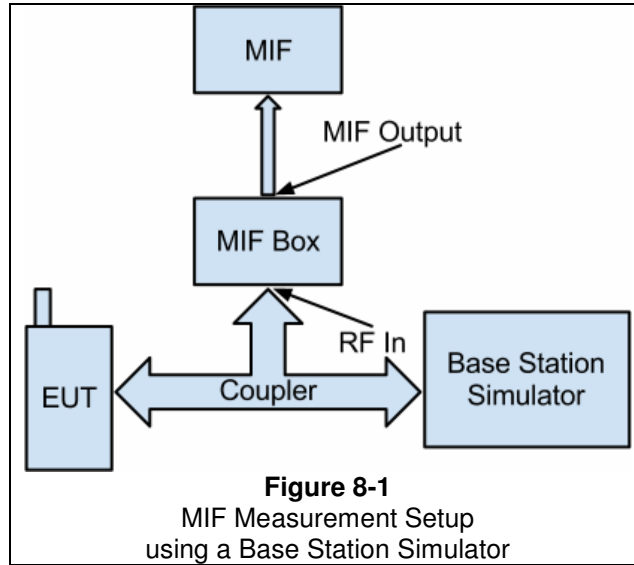 MIF
MIF Output
MIF Box
RF In
EUT
Coupler
Base Station
Simulator
Figure 8-1
MIF Measurement Setup
using a Base Station Simulator